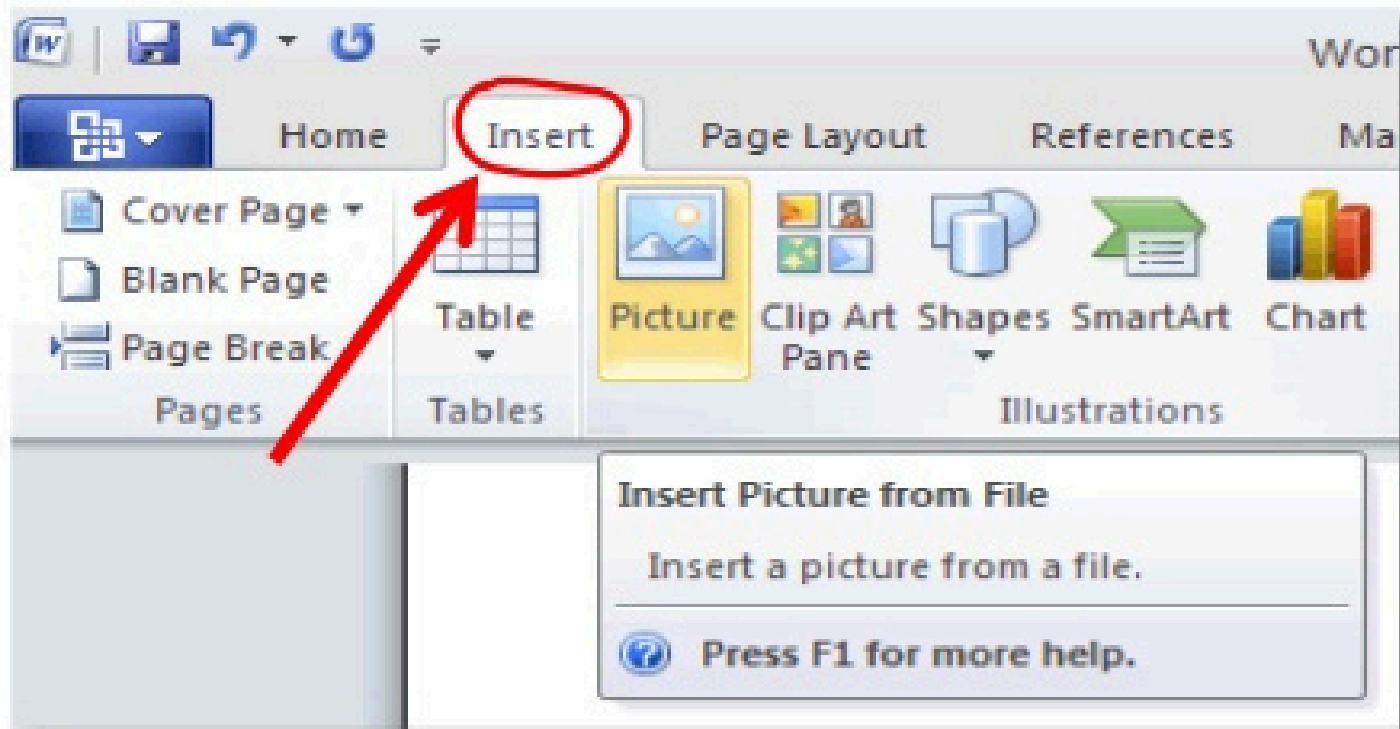 Wor
Home Insert Page Layout References Ma
Cover Page
Blank Page
Page Break
Pages
Table
Tables
Picture Clip Art Pane Shapes SmartArt Chart
Illustrations
Insert Picture from File
Insert a picture from a file.
Press F1 for more help.